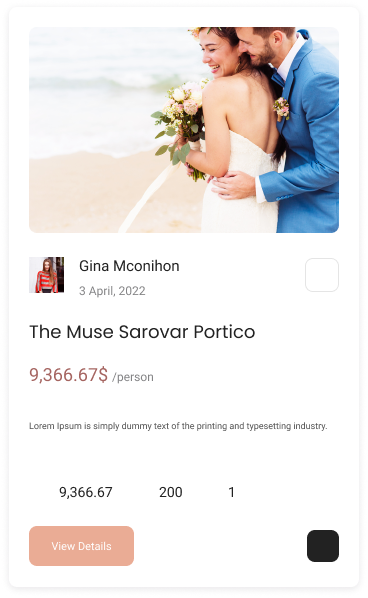 Gina Mconihon
3 April, 2022
The Muse Sarovar Portico
9,366.67$ /person
Lorem Ipsum is simply dummy text of the printing and typesetting industry.
9,366.67 200 1
View Details